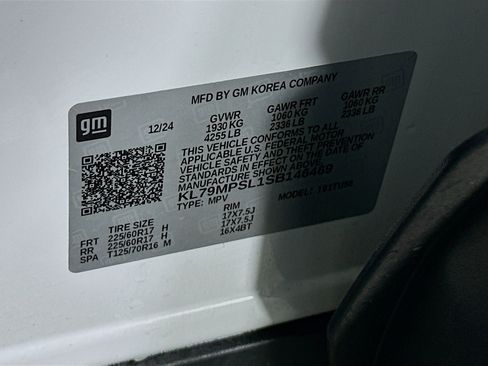 gm
MFD BY GM KOREA COMPANY
12/24 GVWR GAWR FRT GAWR RR
1930 KG 1060 KG 1060 KG
4255 LB 2336 LB 2336 LB
THIS VEHICLE CONFORMS TO ALL
APPLICABLE U.S. FEDERAL MOTOR
VEHICLE SAFETY AND THEFT PREVENTION
STANDARDS IN EFFECT ON THE DATE OF
MANUFACTURE SHOWN ABOVE.
KL79MPSL1SB146469
TYPE: MPV MODEL:
TIRE SIZE RIM
FRT 225/60R17 H 17X7.5J
RR 225/60R17 H 17X7.5J
SPA T125/70R16 M 16X4BT